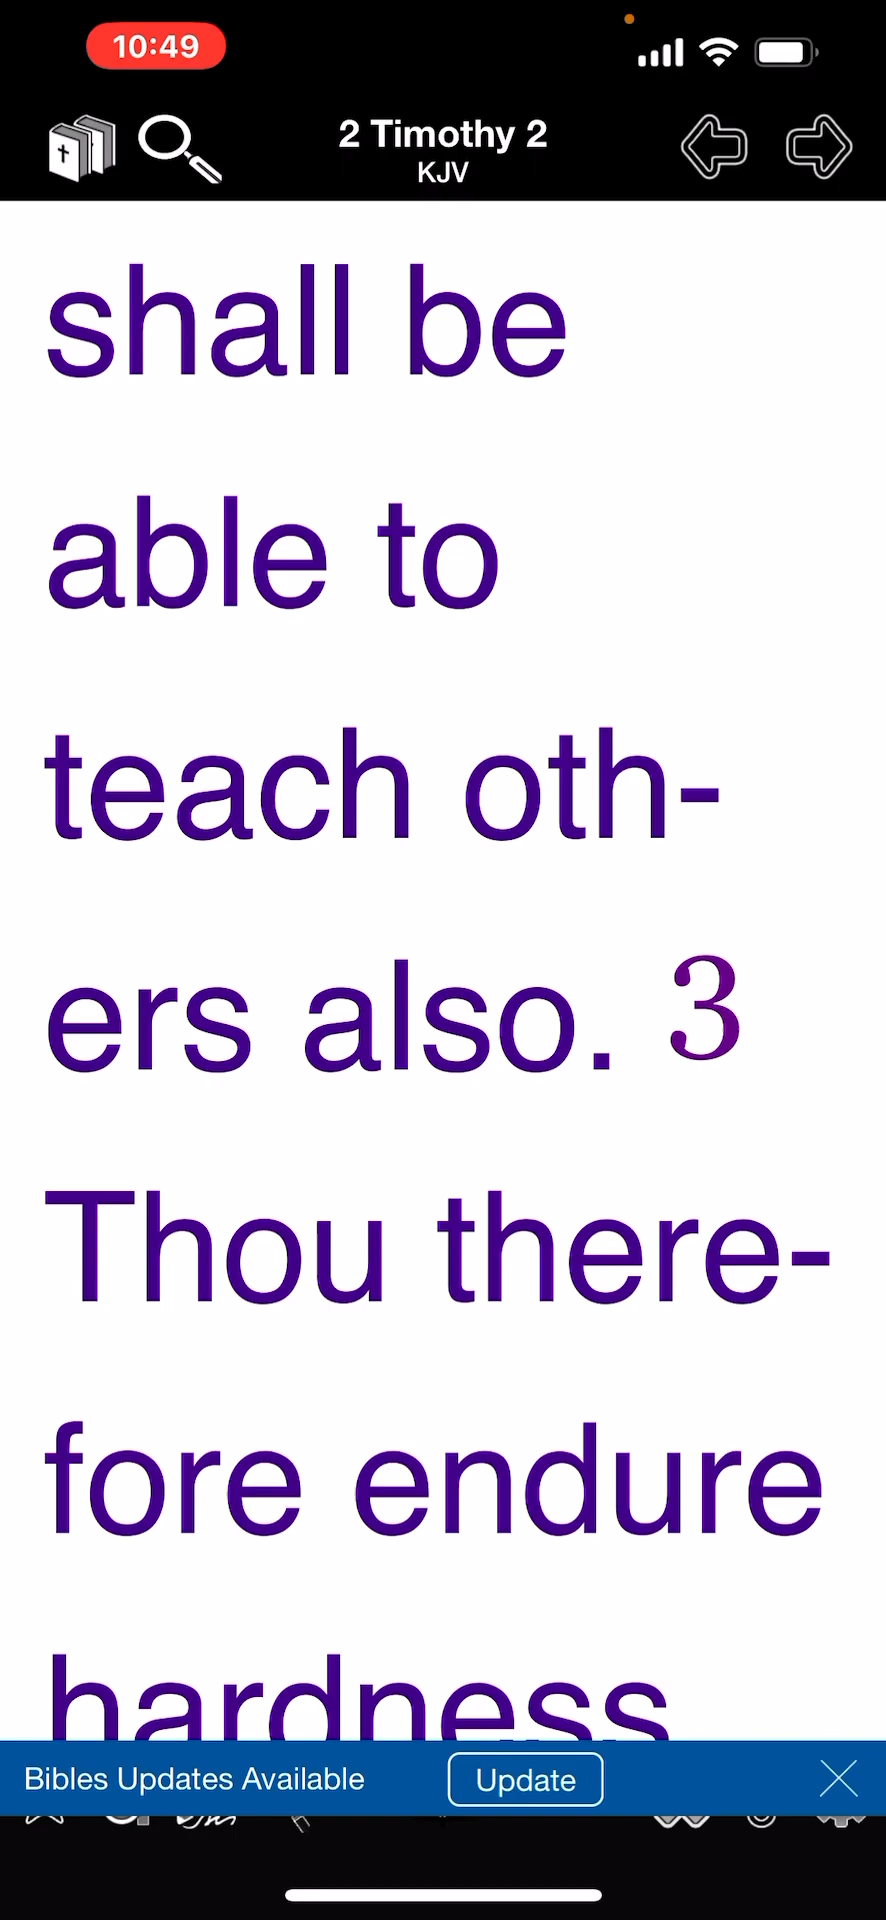 10:49
2 Timothy 2
KJV
shall be
able to
teach oth-
ers also. 3
Thou there-
fore endure
hardness
Bibles Updates Available
Update